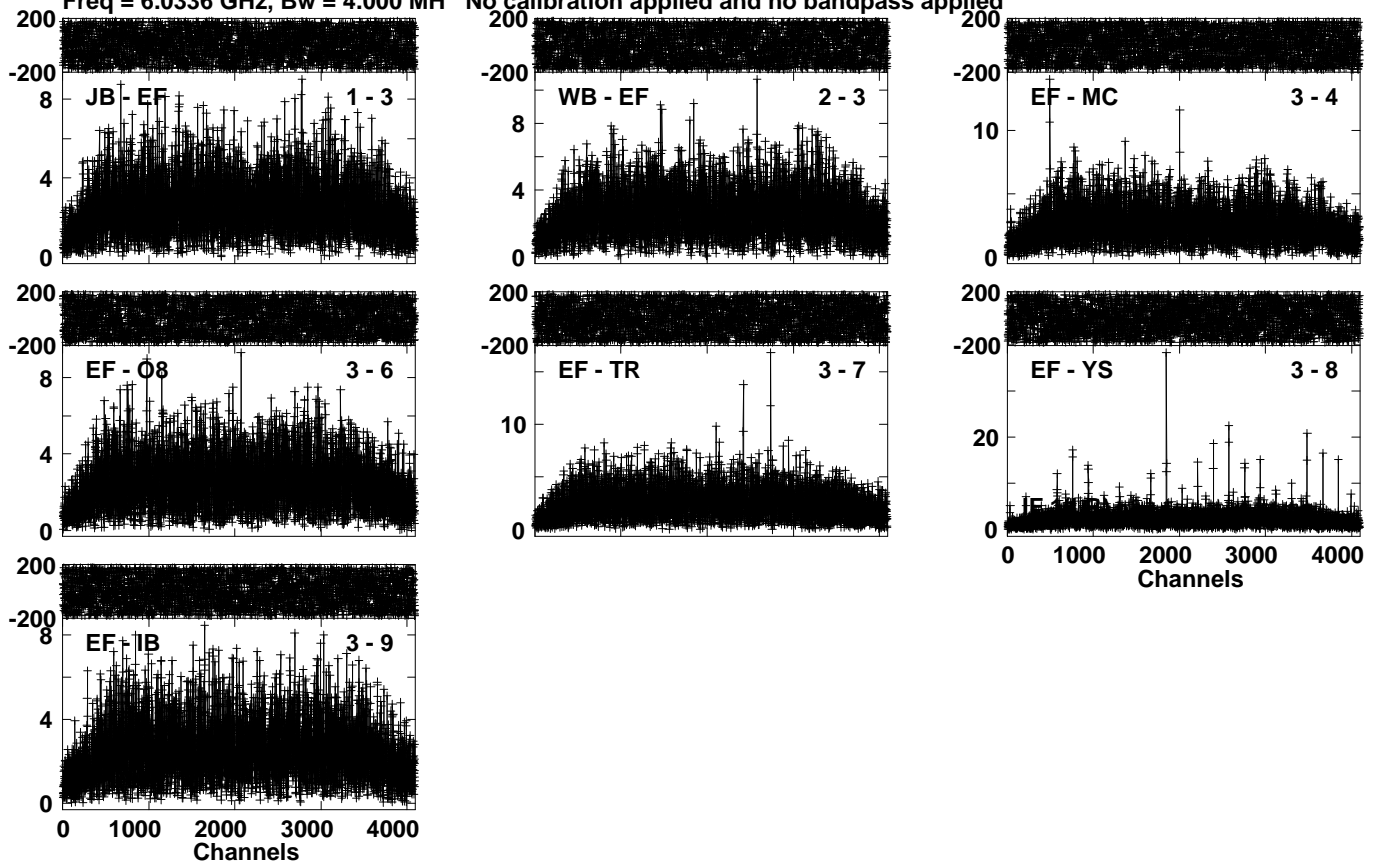 Freq = 6.0336 GHz, Bw = 4.000 MH No calibration applied and no bandpass applied
200 200 200
-200 -200 -200
JB - EF 1 - 3 WB - EF 2 - 3 EF - MC 3 - 4
8 8 10
4 4
0 0 0
200 200 200
-200 -200 -200
EF - O8 3 - 6 EF - TR 3 - 7 EF - YS 3 - 8
8 10 20
4
0 0 0
0 1000 2000 3000 4000
Channels
200
-200
EF - IB 3 - 9
8
4
0
0 1000 2000 3000 4000
Channels